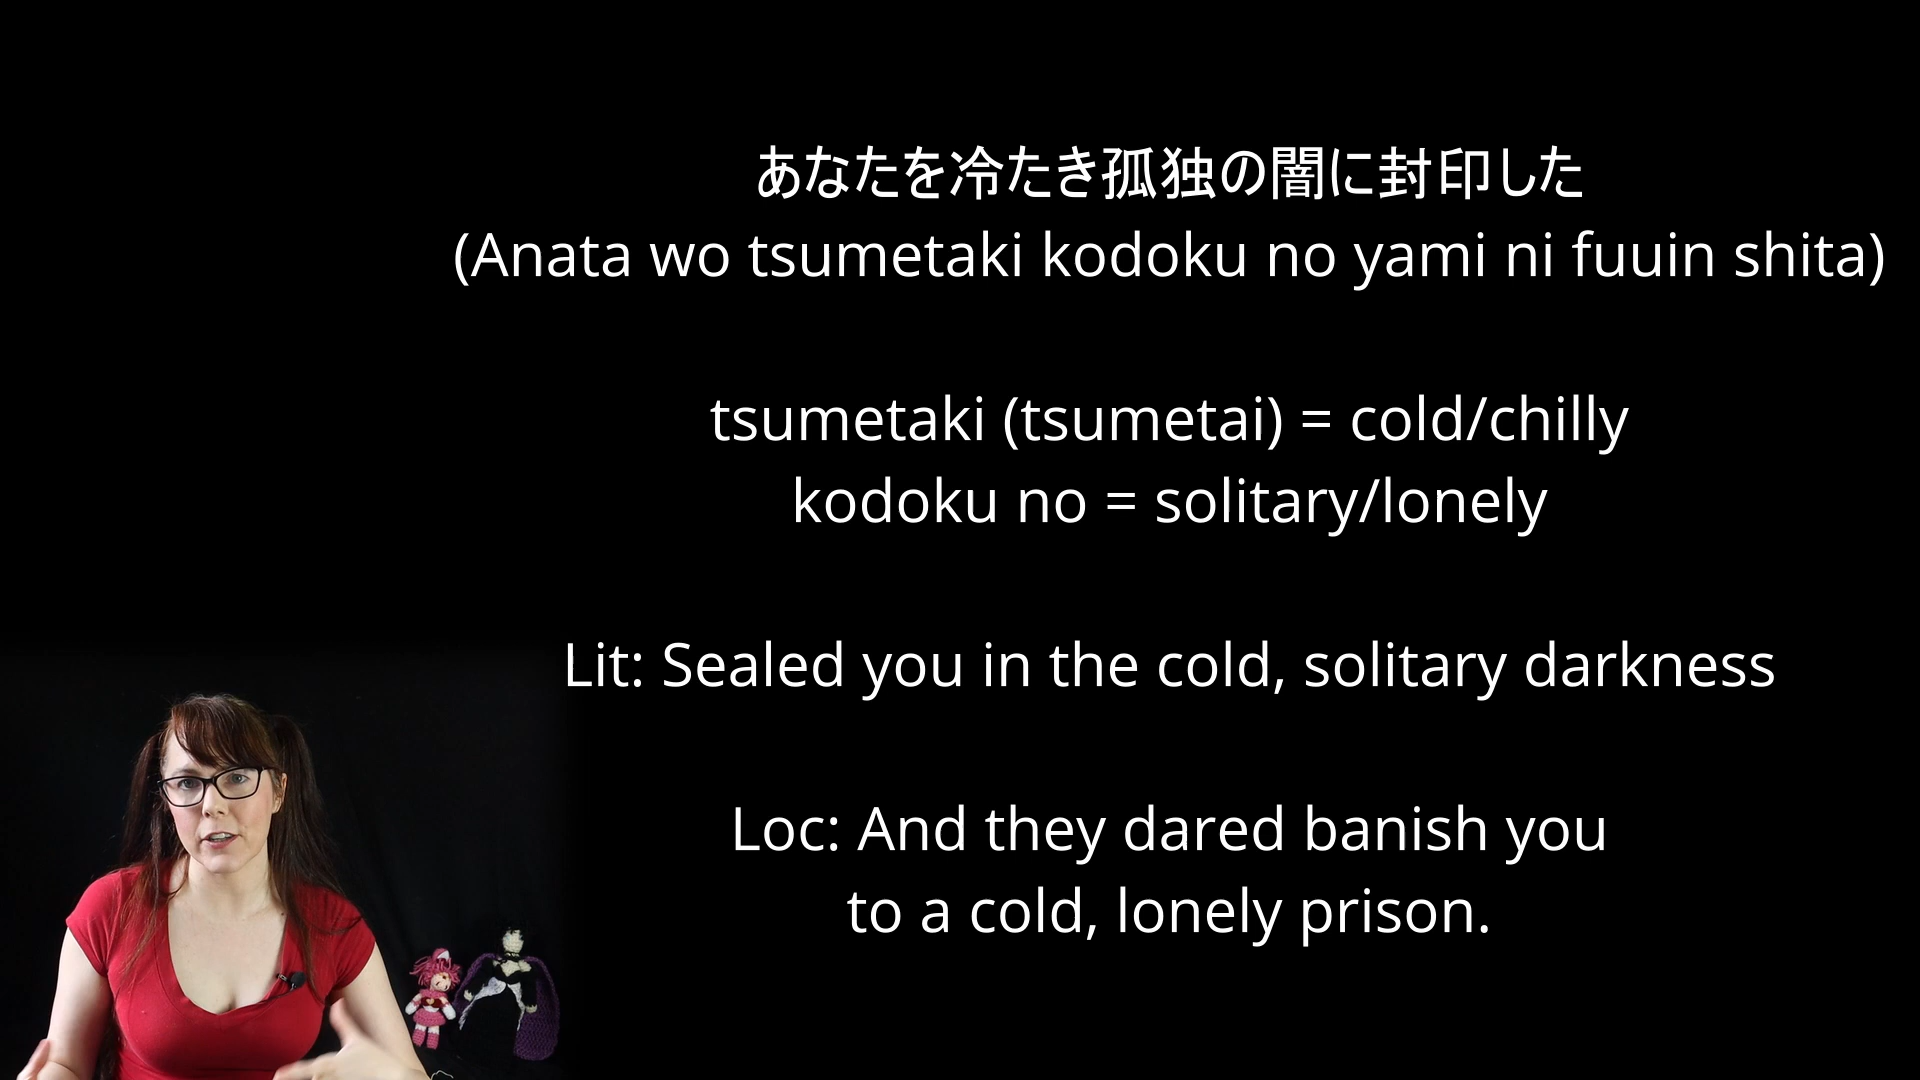 あなたを冷たき孤独の闇に封印した
(Anata wo tsumetaki kodoku no yami ni fuuin shita)
tsumetaki (tsumetai) = cold/chilly
kodoku no = solitary/lonely
Lit: Sealed you in the cold, solitary darkness
Loc: And they dared banish you
to a cold, lonely prison.